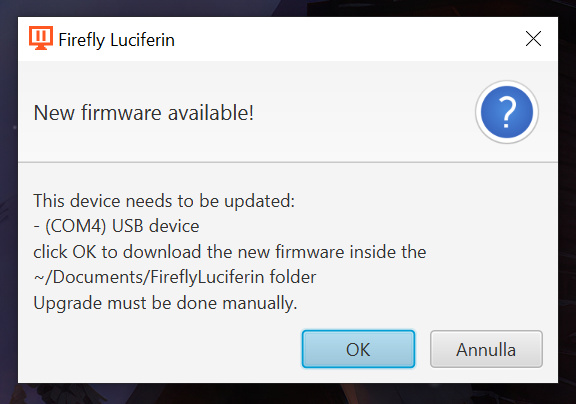 Firefly Luciferin
New firmware available!
?
This device needs to be updated:
- (COM4) USB device
click OK to download the new firmware inside the
~/Documents/FireflyLuciferin folder
Upgrade must be done manually.
OK
Annulla